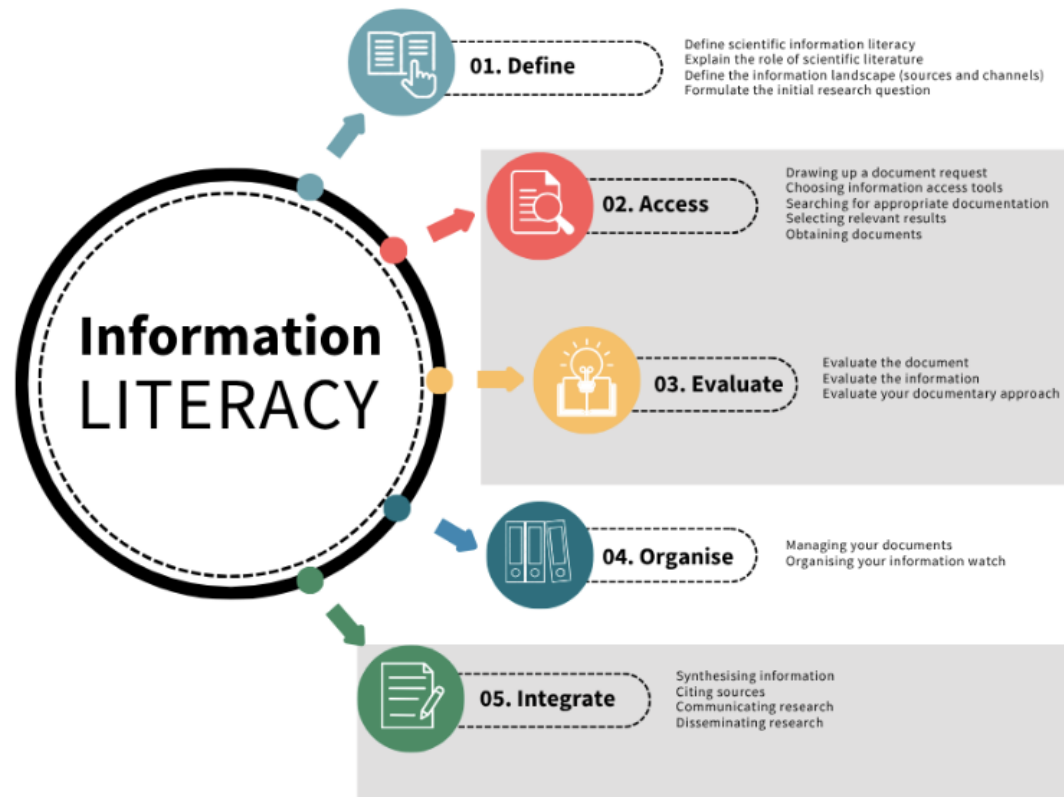 Information
LITERACY
01. Define
Define scientific information literacy
Explain the role of scientific literature
Define the information landscape (sources and channels)
Formulate the initial research question
02. Access
Drawing up a document request
Choosing information access tools
Searching for appropriate documentation
Selecting relevant results
Obtaining documents
03. Evaluate
Evaluate the document
Evaluate the information
Evaluate your documentary approach
04. Organise
Managing your documents
Organising your information watch
05. Integrate
Synthesising information
Citing sources
Communicating research
Disseminating research